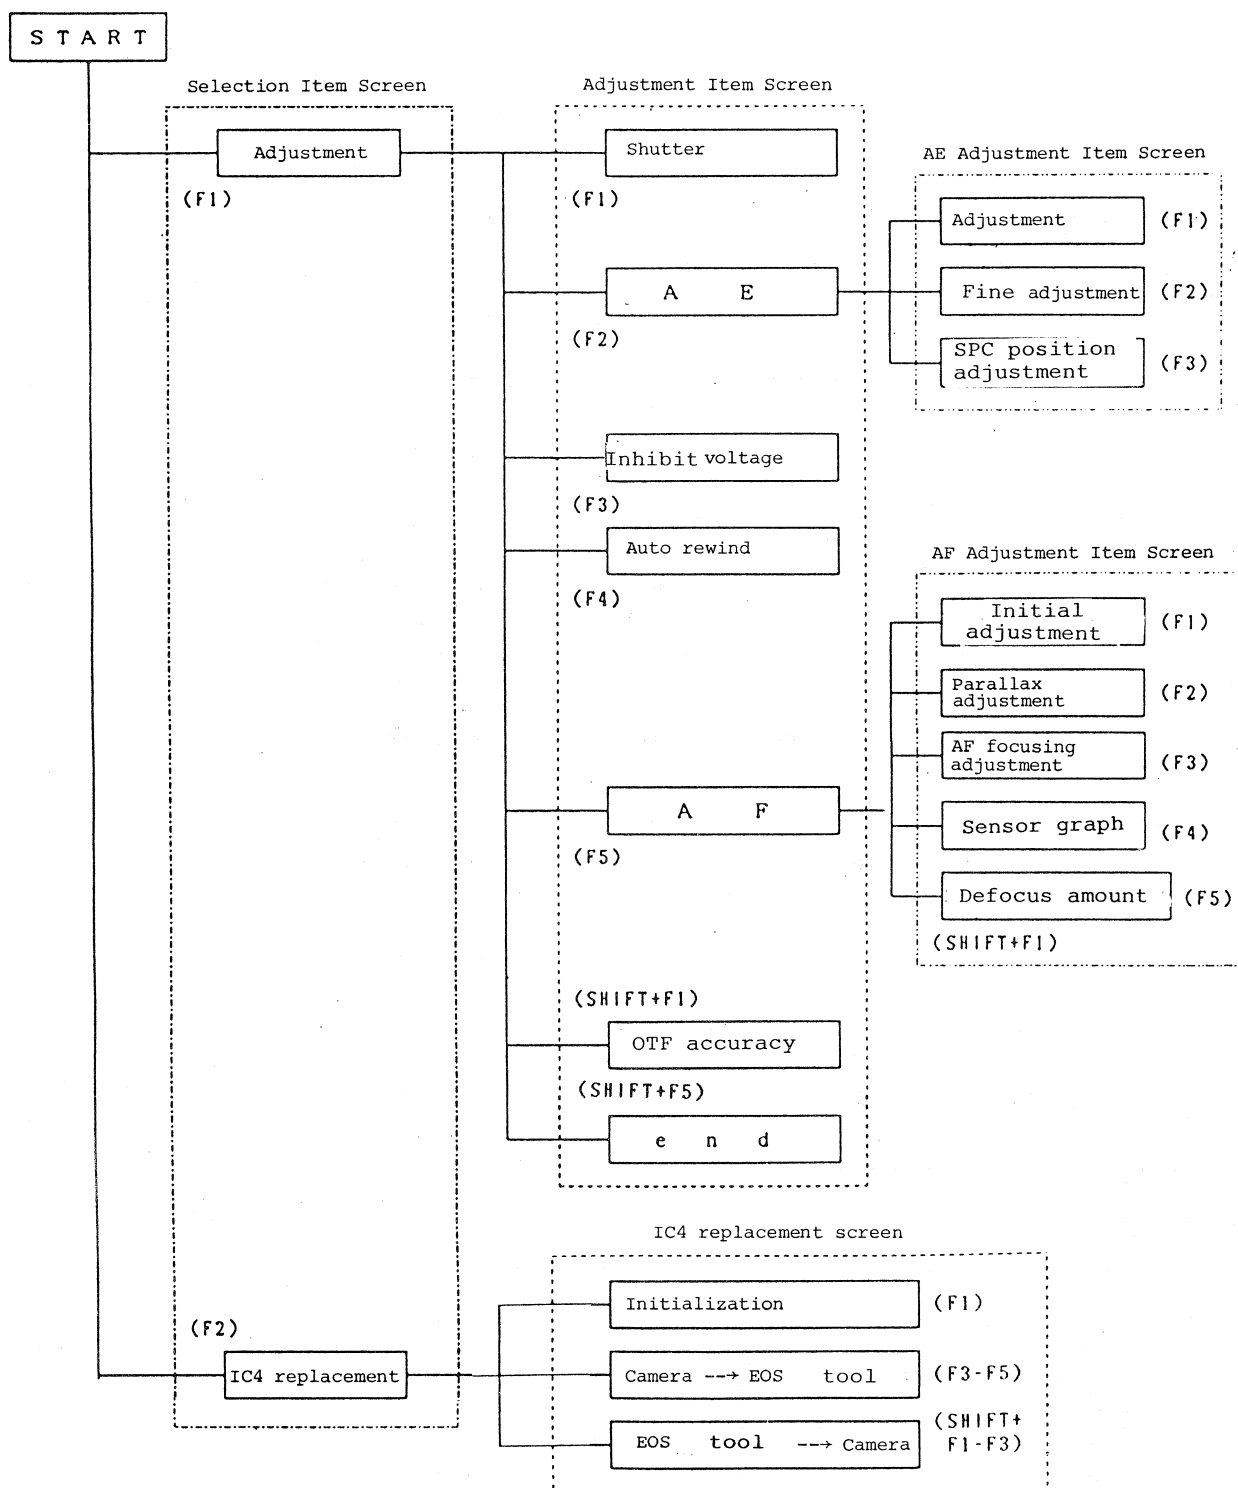 S T A R T
Selection Item Screen
Adjustment
(F1)
Adjustment Item Screen
Shutter
(F1)
A E
(F2)
Inhibit voltage
(F3)
Auto rewind
(F4)
A F
(F5)
(SHIFT+F1)
OTF accuracy
(SHIFT+F5)
e n d
AE Adjustment Item Screen
Adjustment (F1)
Fine adjustment (F2)
SPC position
adjustment (F3)
AF Adjustment Item Screen
Initial
adjustment (F1)
Parallax
adjustment (F2)
AF focusing
adjustment (F3)
Sensor graph (F4)
Defocus amount (F5)
(SHIFT+F1)
(F2)
IC4 replacement
IC4 replacement screen
Initialization (F1)
Camera --→ EOS tool (F3-F5)
EOS tool --→ Camera
(SHIFT+
F1-F3)